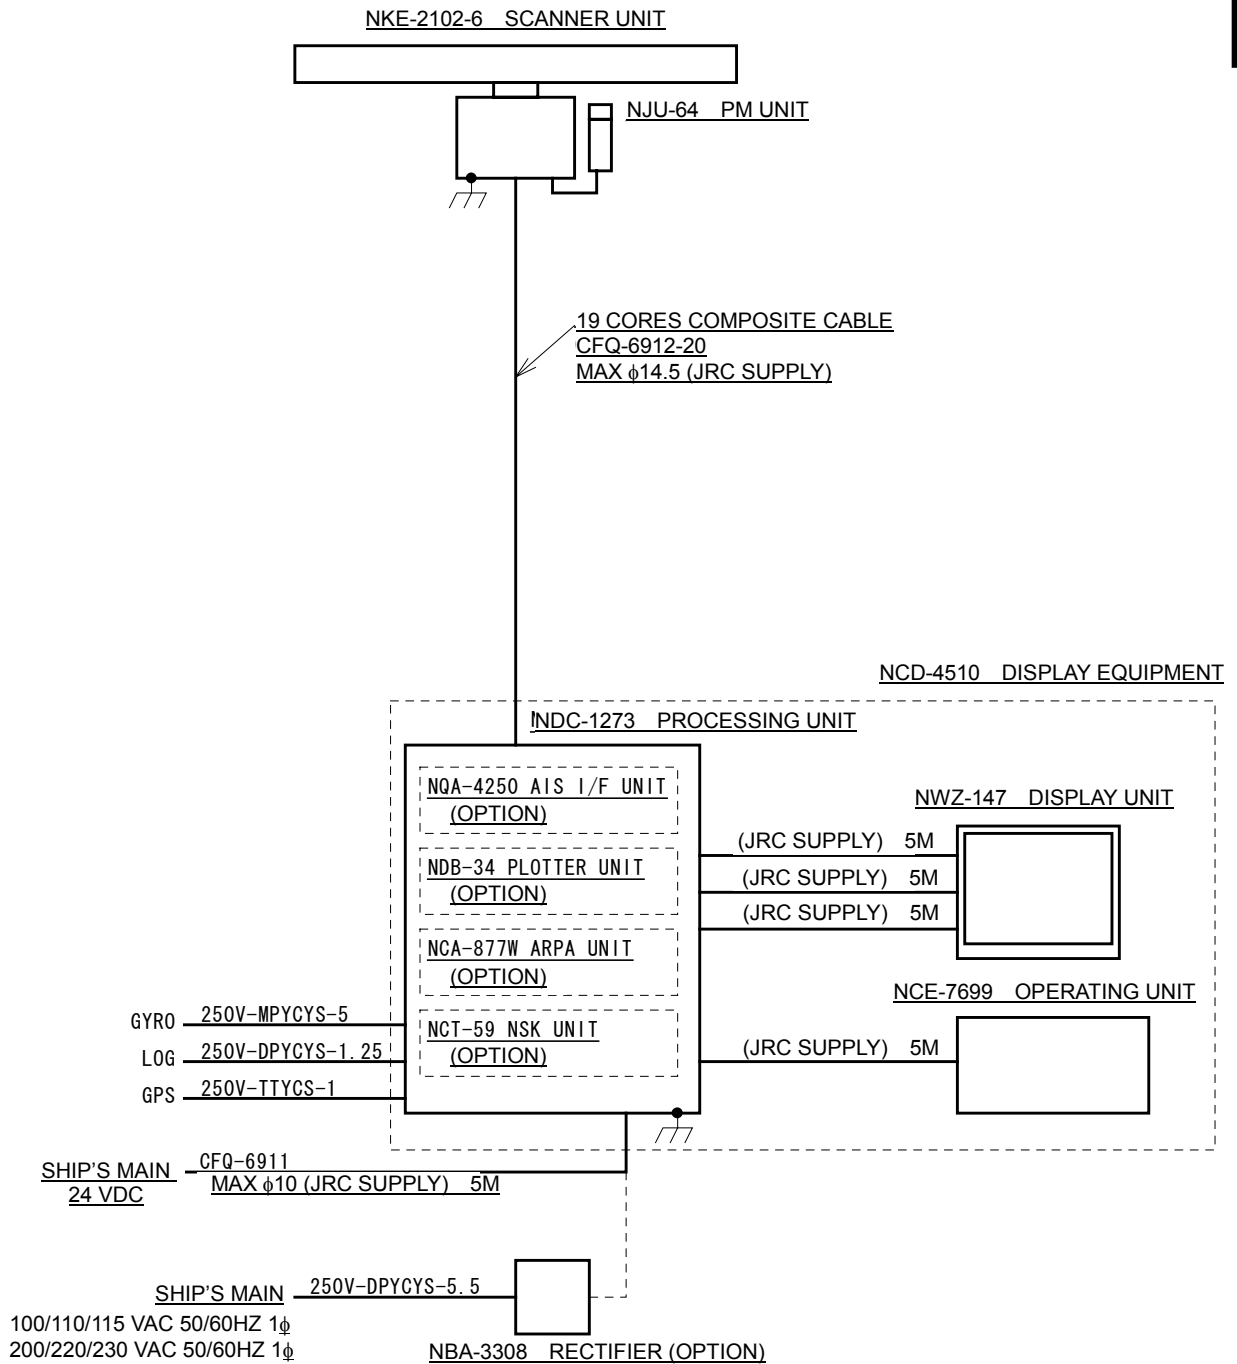 NKE-2102-6 SCANNER UNIT
NJU-64 PM UNIT
19 CORES COMPOSITE CABLE
CFQ-6912-20
MAX ϕ14.5 (JRC SUPPLY)
NCD-4510 DISPLAY EQUIPMENT
NDC-1273 PROCESSING UNIT
NQA-4250 AIS I/F UNIT
(OPTION)
NWZ-147 DISPLAY UNIT
(JRC SUPPLY) 5M
NDB-34 PLOTTER UNIT
(OPTION)
(JRC SUPPLY) 5M
(JRC SUPPLY) 5M
NCA-877W ARPA UNIT
(OPTION)
NCE-7699 OPERATING UNIT
GYRO 250V-MPYCYS-5
NCT-59 NSK UNIT
(OPTION)
LOG 250V-DPYCYS-1.25
(JRC SUPPLY) 5M
GPS 250V-TTYCS-1
SHIP'S MAIN
24 VDC
CFQ-6911
MAX ϕ10 (JRC SUPPLY) 5M
SHIP'S MAIN 250V-DPYCYS-5.5
100/110/115 VAC 50/60HZ 1ϕ
200/220/230 VAC 50/60HZ 1ϕ
NBA-3308 RECTIFIER (OPTION)